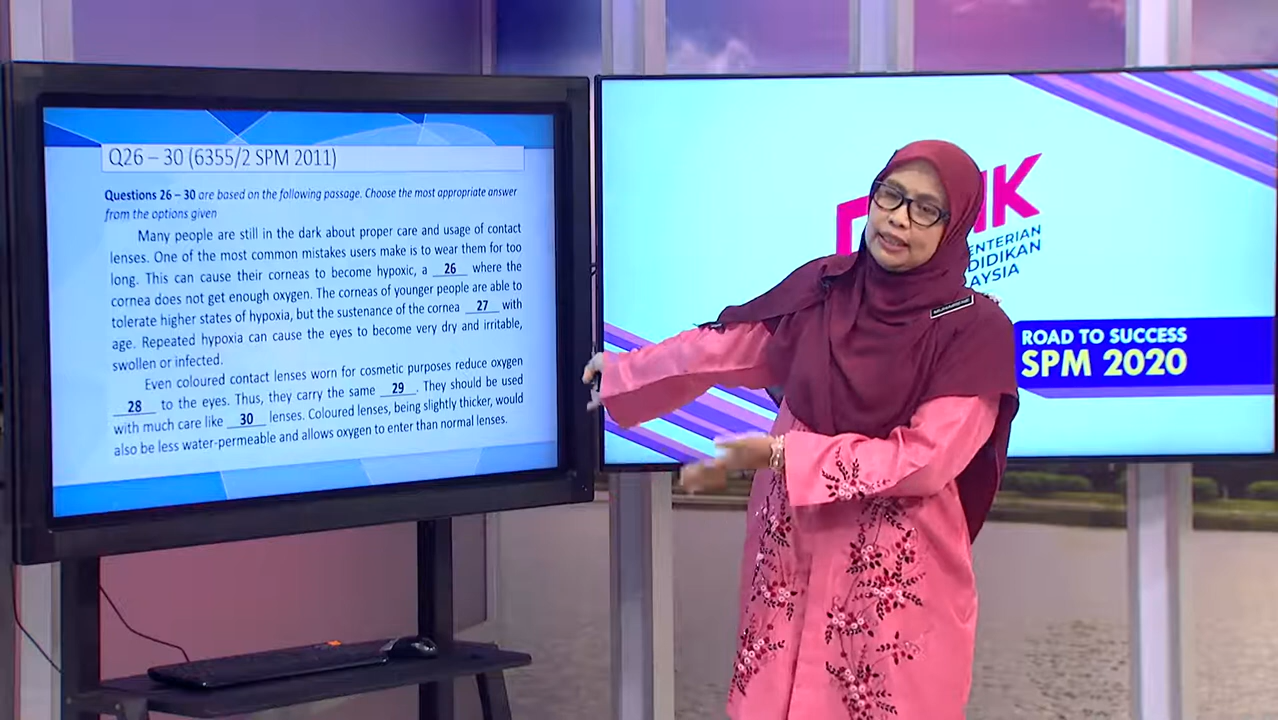 Q26 – 30 (6355/2 SPM 2011)
Questions 26 – 30 are based on the following passage. Choose the most appropriate answer
from the options given
Many people are still in the dark about proper care and usage of contact
lenses. One of the most common mistakes users make is to wear them for too
long. This can cause their corneas to become hypoxic, a 26 where the
cornea does not get enough oxygen. The corneas of younger people are able to
tolerate higher states of hypoxia, but the sustenance of the cornea 27 with
age. Repeated hypoxia can cause the eyes to become very dry and irritable,
swollen or infected.
Even coloured contact lenses worn for cosmetic purposes reduce oxygen
28 to the eyes. Thus, they carry the same 29. They should be used
with much care like 30 lenses. Coloured lenses, being slightly thicker, would
also be less water-permeable and allows oxygen to enter than normal lenses.
ENTERIAN
DIDIKAN
AYSIA
ROAD TO SUCCESS
SPM 2020